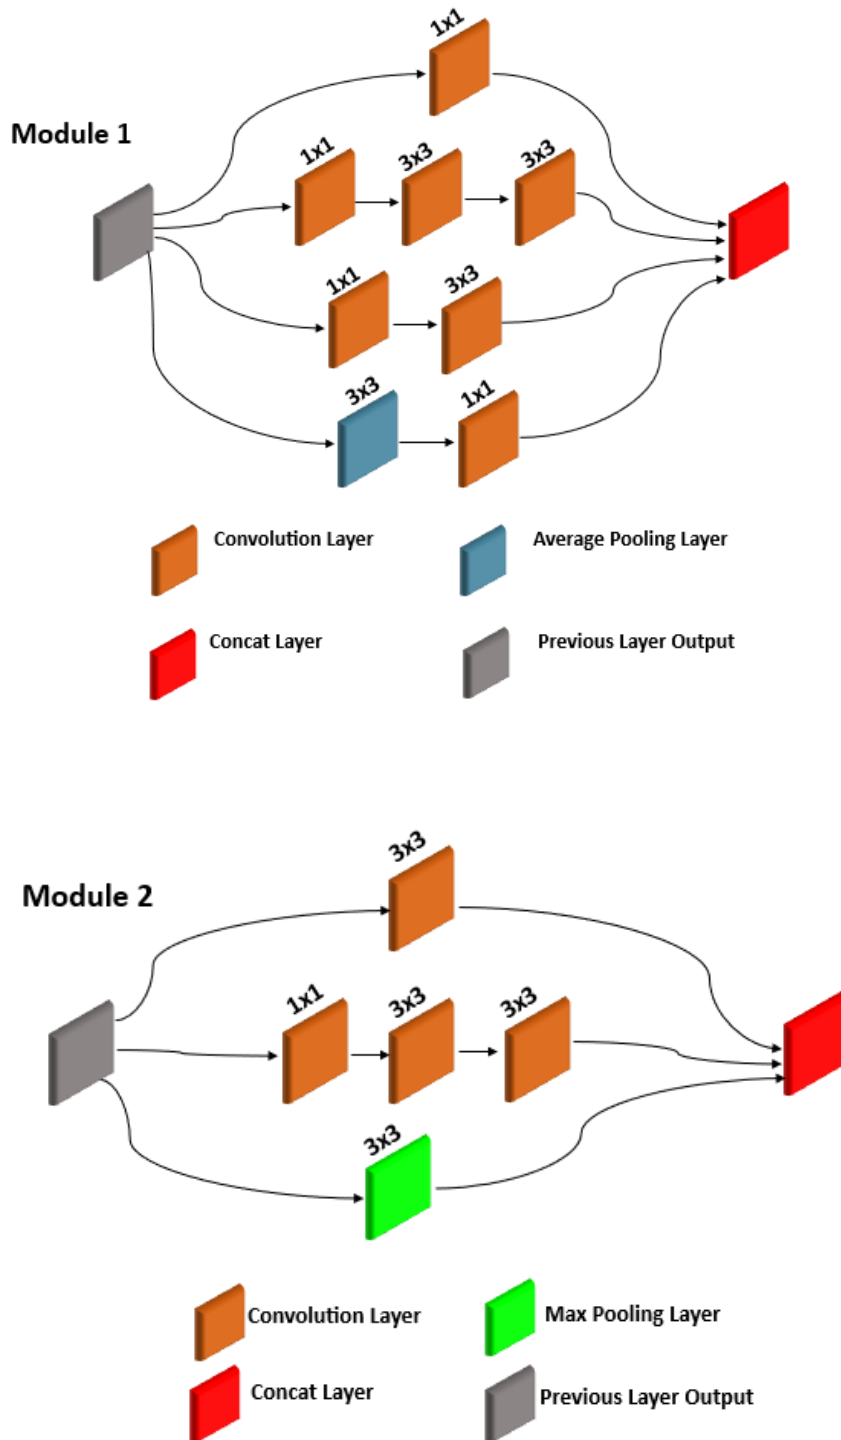 1x1
Module 1
1x1 3x3 3x3
1x1 3x3
3x3 1x1
Convolution Layer Average Pooling Layer
Concat Layer Previous Layer Output
3x3
Module 2
1x1 3x3 3x3
3x3
Convolution Layer Max Pooling Layer
Concat Layer Previous Layer Output